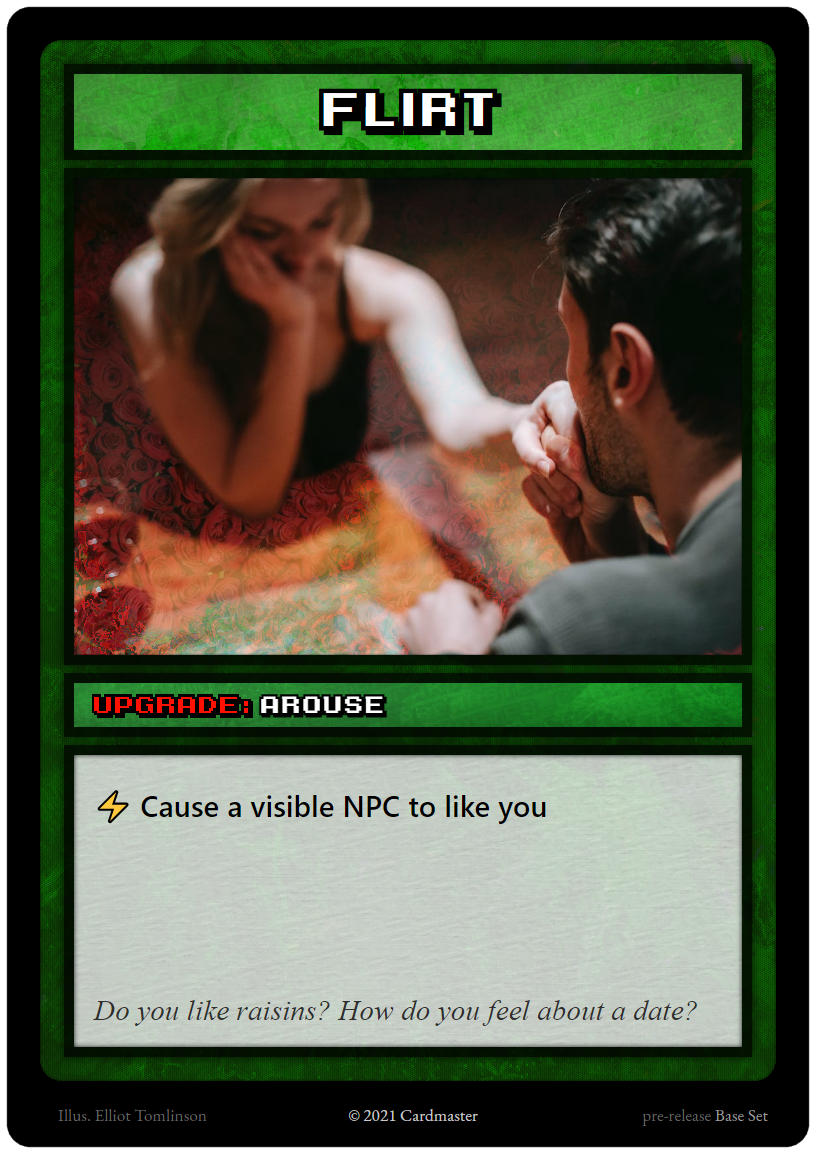 FLIRT
UPGRADE: AROUSE
⚡ Cause a visible NPC to like you
Do you like raisins? How do you feel about a date?
Illus. Elliot Tomlinson © 2021 Cardmaster pre-release Base Set